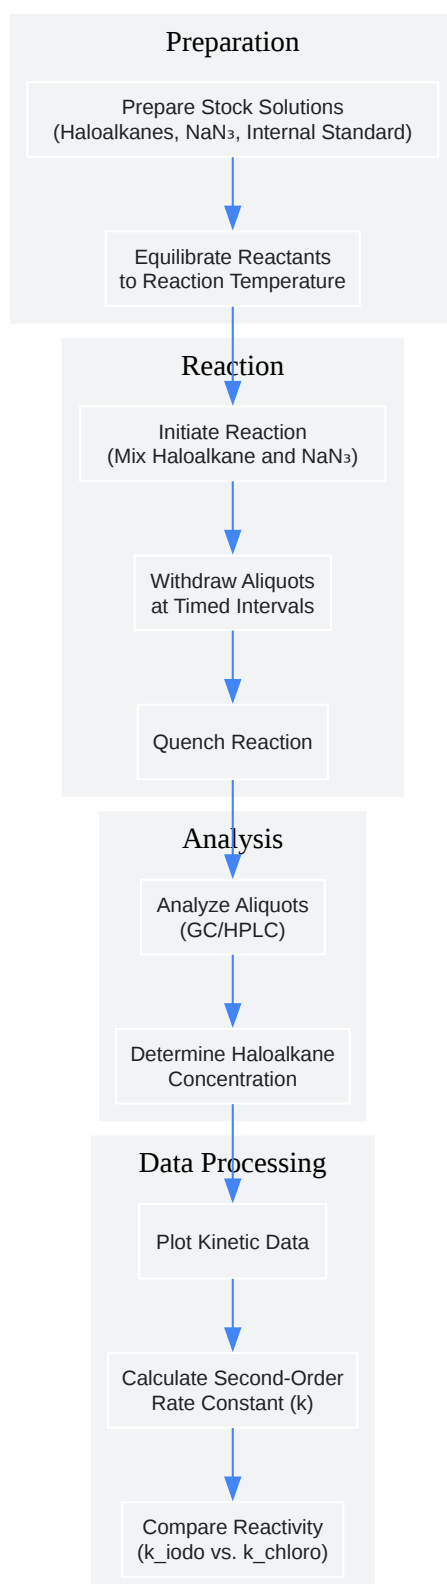 Preparation
Prepare Stock Solutions
(Haloalkanes, NaN₃, Internal Standard)
Equilibrate Reactants
to Reaction Temperature
Reaction
Initiate Reaction
(Mix Haloalkane and NaN₃)
Withdraw Aliquots
at Timed Intervals
Quench Reaction
Analysis
Analyze Aliquots
(GC/HPLC)
Determine Haloalkane
Concentration
Data Processing
Plot Kinetic Data
Calculate Second-Order
Rate Constant (k)
Compare Reactivity
(k_iodo vs. k_chloro)